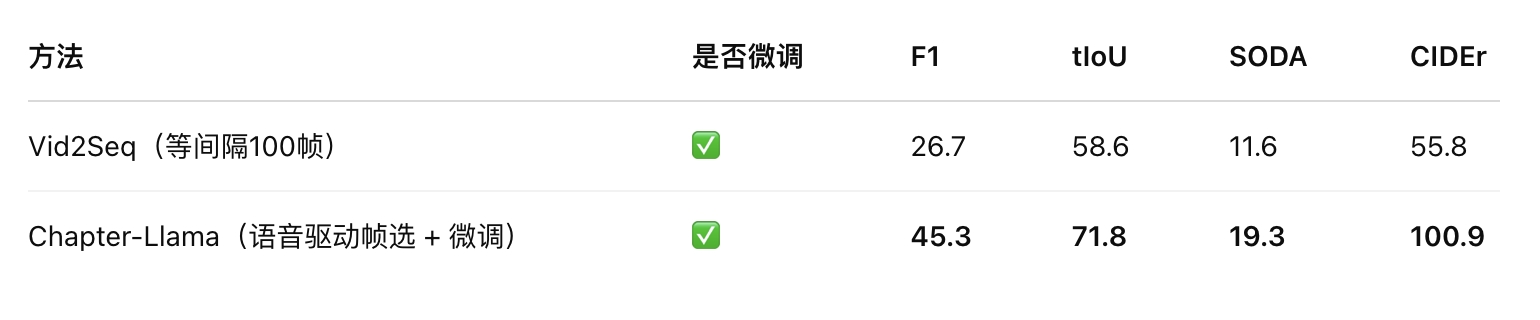 方法 是否微调 F1 tIoU SODA CIDEr
Vid2Seq（等间隔100帧） ✅ 26.7 58.6 11.6 55.8
Chapter-Llama（语音驱动帧选 + 微调） ✅ 45.3 71.8 19.3 100.9